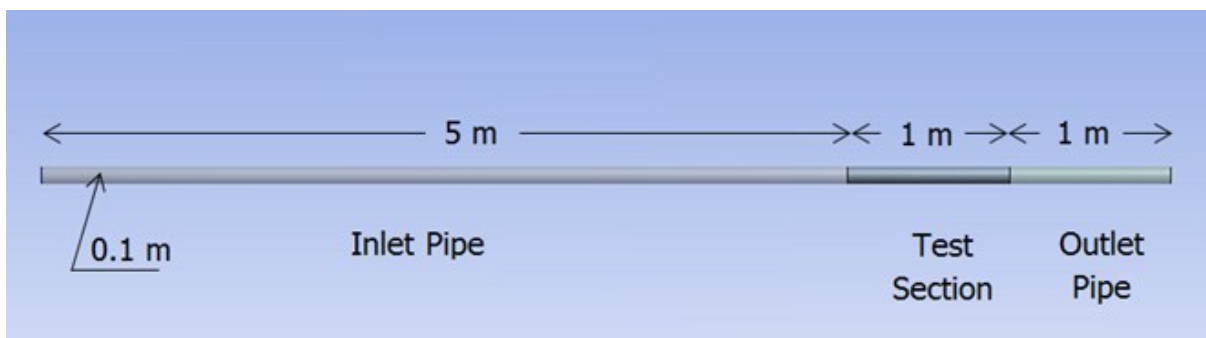 5 m
1 m
1 m
0.1 m
Inlet Pipe
Test
Section
Outlet
Pipe